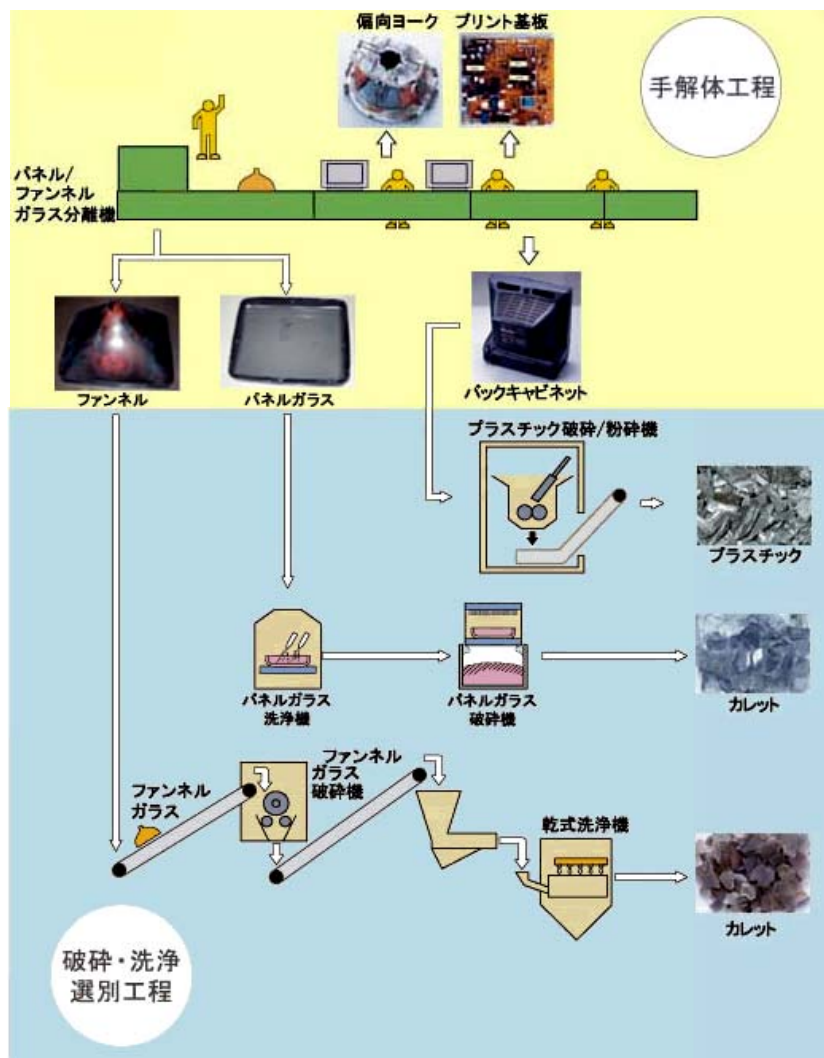 偏向ヨーク
プリント基板
手解体工程
パネル/
ファンネル
ガラス分離機
ファンネル
パネルガラス
バックキャビネット
プラスチック破砕/粉砕機
プラスチック
パネルガラス
洗浄機
パネルガラス
破砕機
カレット
ファンネル
ガラス
ファンネル
ガラス
破砕機
乾式洗浄機
カレット
破砕・洗浄
選別工程